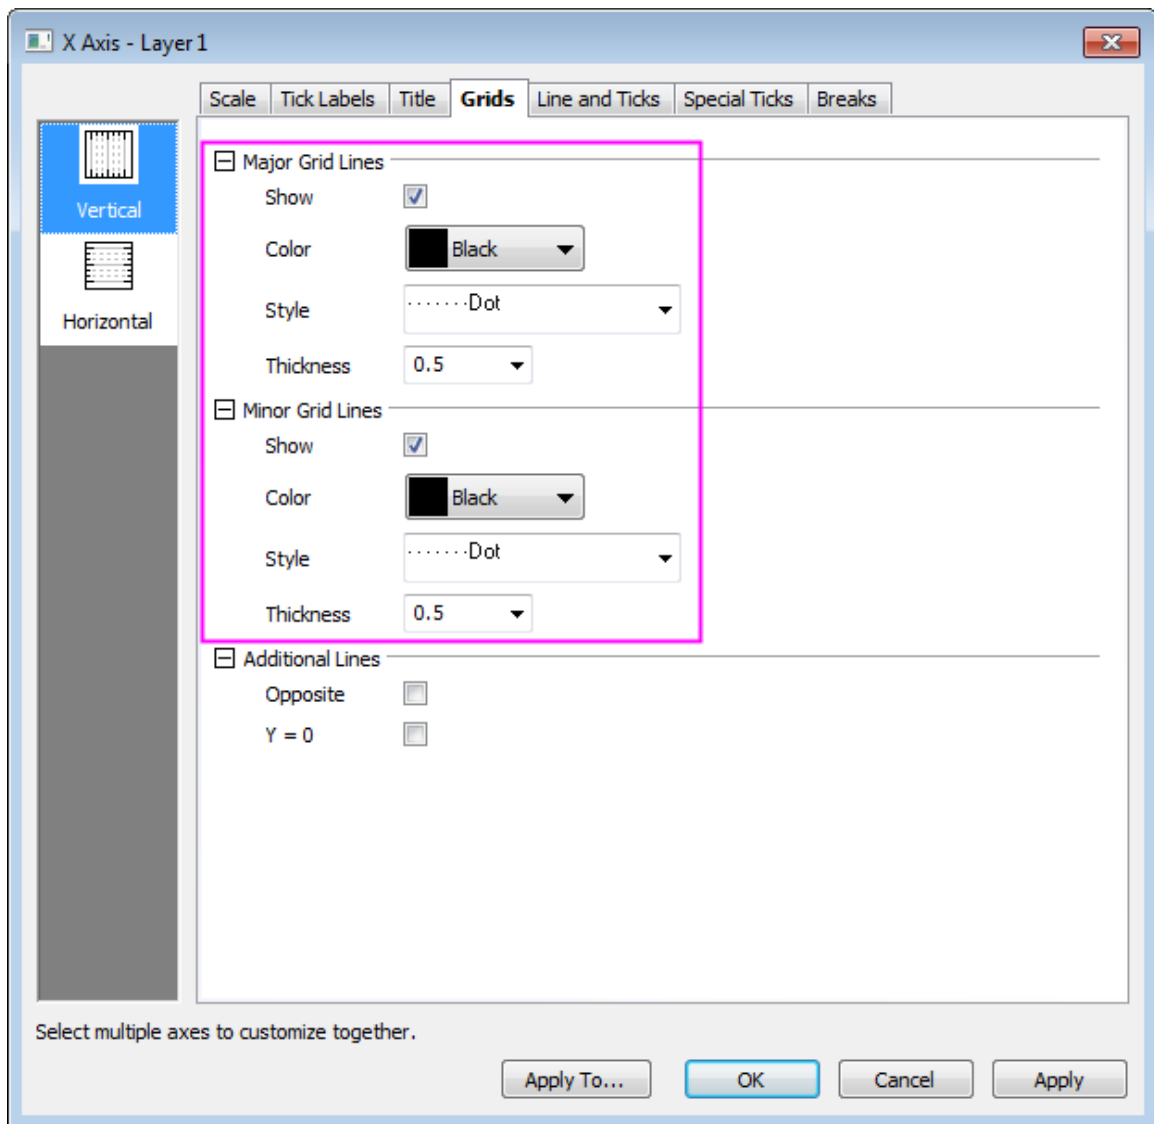 X Axis - Layer 1
Scale Tick Labels Title Grids Line and Ticks Special Ticks Breaks
Vertical
Horizontal
Major Grid Lines
Show
Color Black
Style ·······Dot
Thickness 0.5
Minor Grid Lines
Show
Color Black
Style ·······Dot
Thickness 0.5
Additional Lines
Opposite
Y = 0
Select multiple axes to customize together.
Apply To... OK Cancel Apply